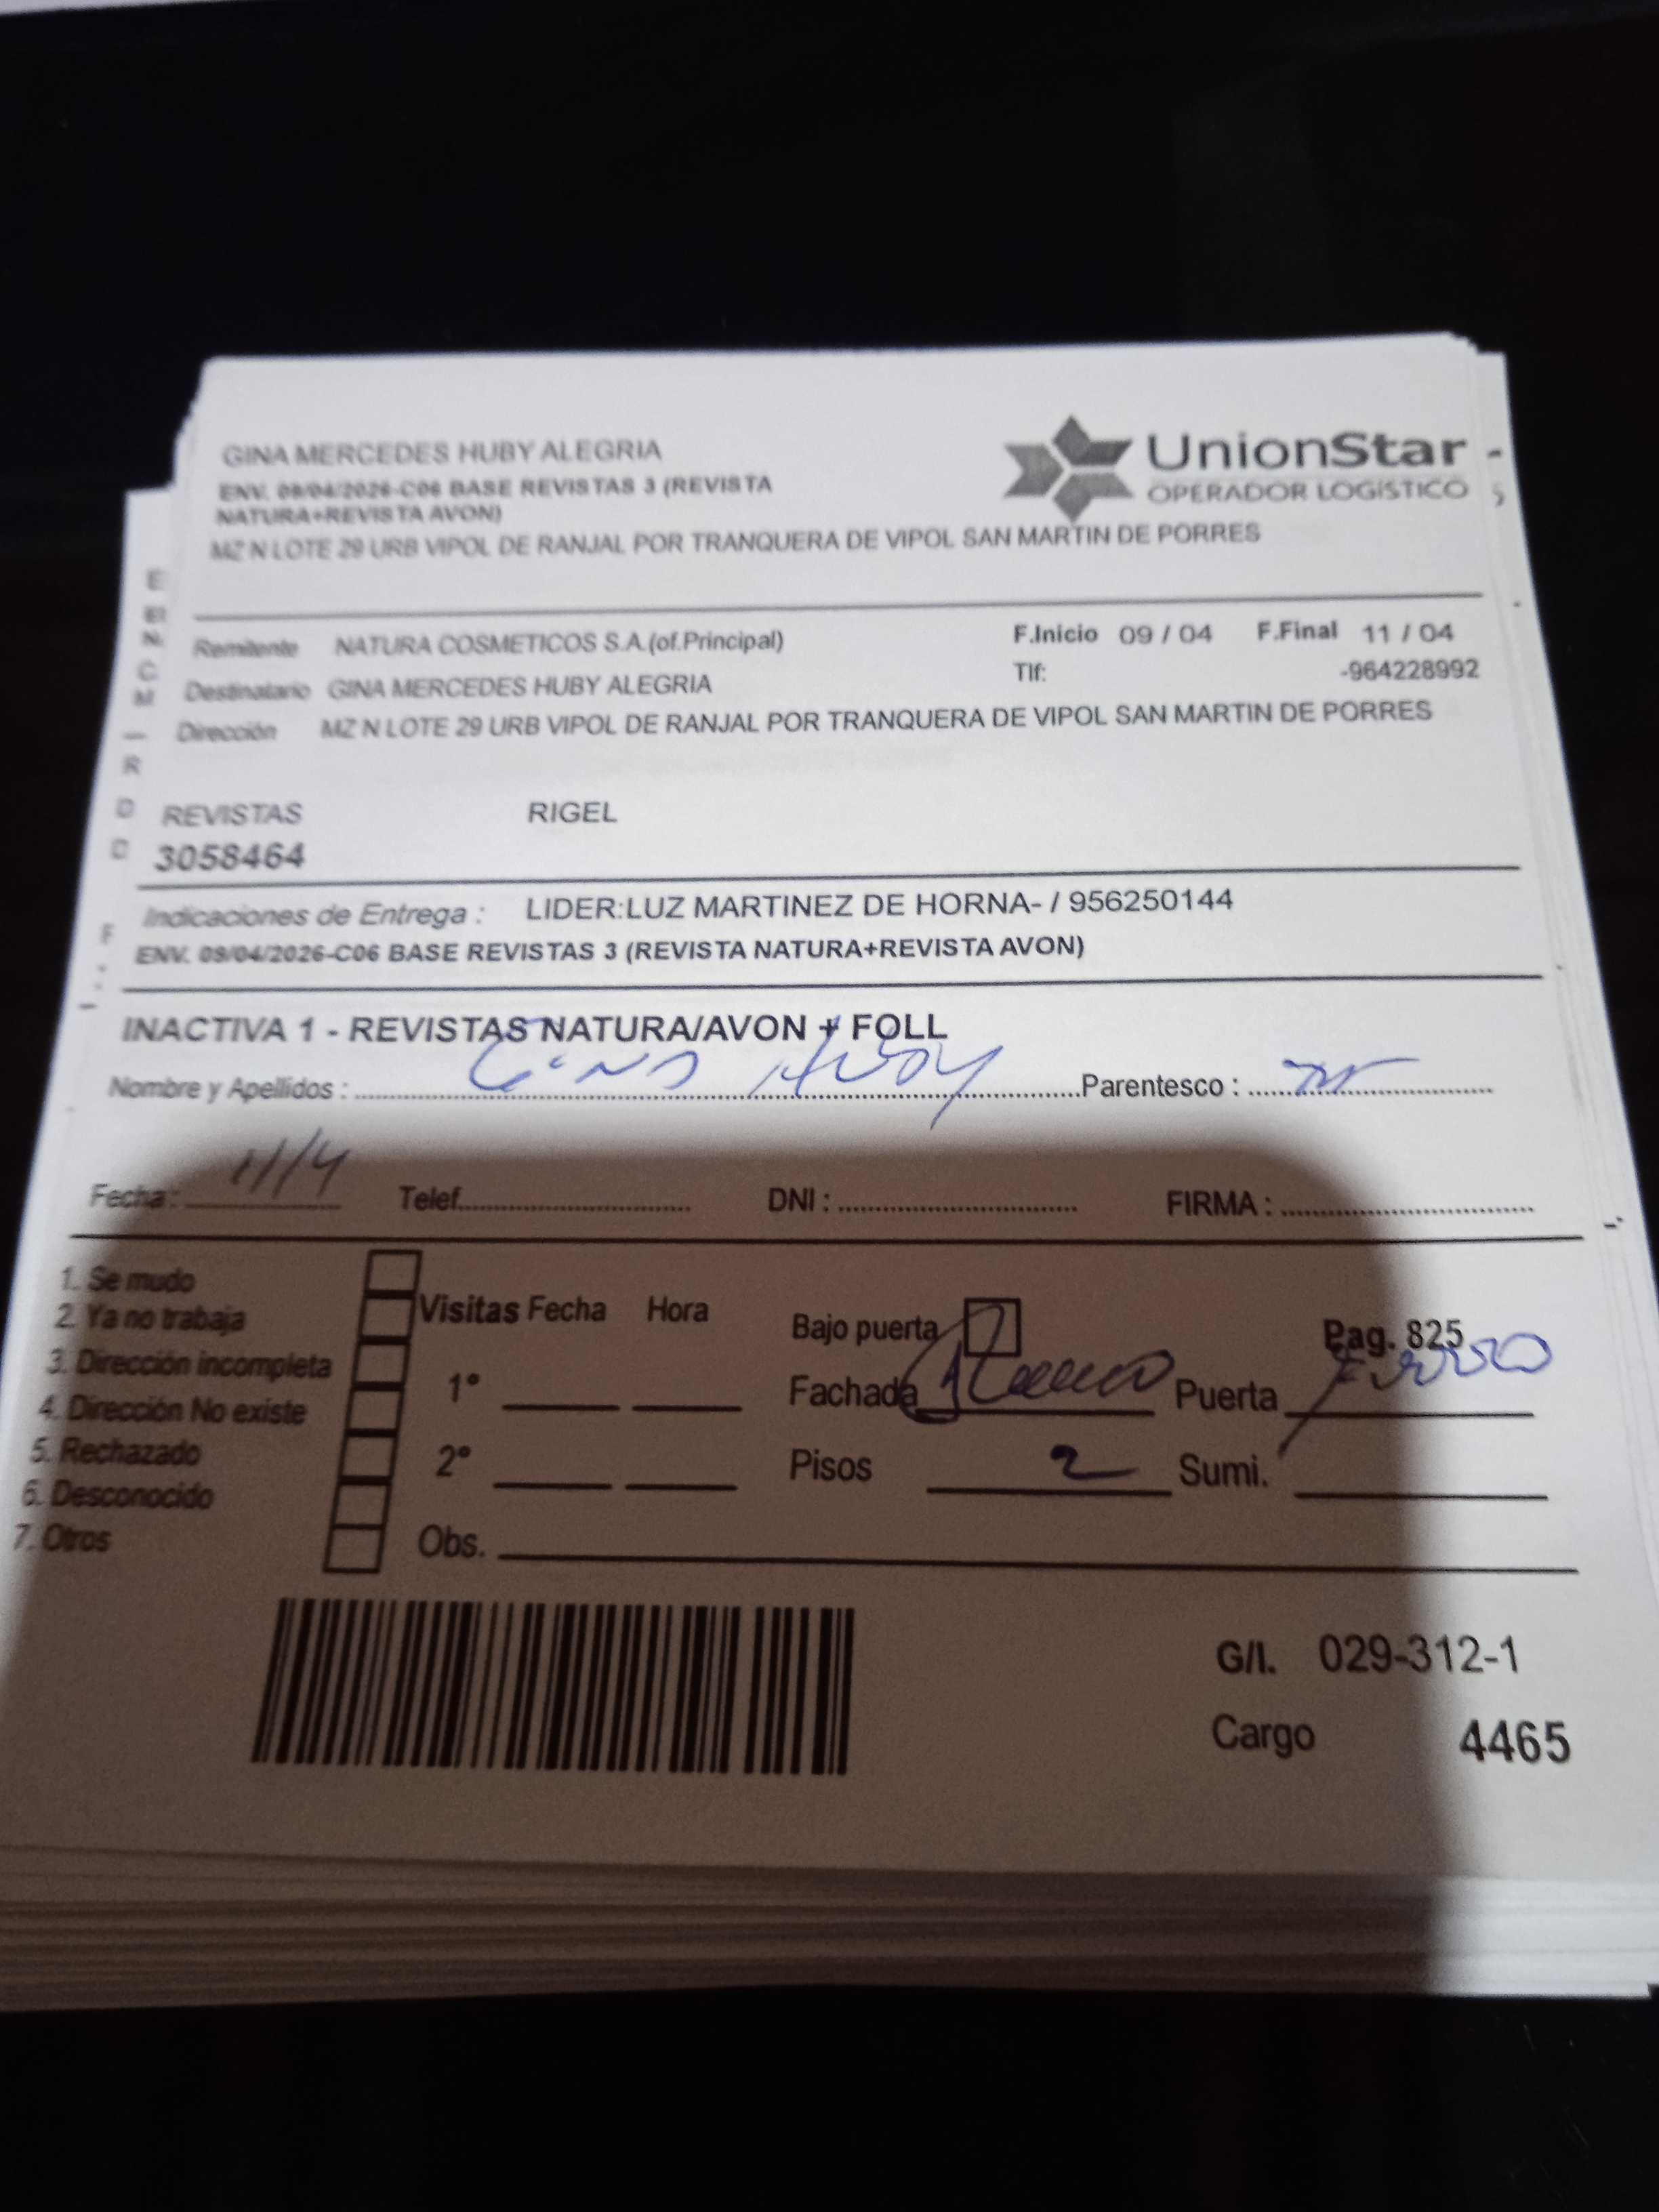 GINA MERCEDES HUBY ALEGRIA
UnionStar
OPERADOR LOGÍSTICO
ENV. 09/04/2026-C06 BASE REVISTAS 3 (REVISTA
NATURA+REVISTA AVON)
MZ N LOTE 29 URB VIPOL DE RANJAL POR TRANQUERA DE VIPOL SAN MARTIN DE PORRES
Remitente NATURA COSMETICOS S.A.(of.Principal) F.Inicio 09 / 04 F.Final 11 / 04
Destinatario GINA MERCEDES HUBY ALEGRIA Tlf: -964228992
Dirección MZ N LOTE 29 URB VIPOL DE RANJAL POR TRANQUERA DE VIPOL SAN MARTIN DE PORRES
REVISTAS RIGEL
3058464
Indicaciones de Entrega : LIDER:LUZ MARTINEZ DE HORNA- / 956250144
ENV. 09/04/2026-C06 BASE REVISTAS 3 (REVISTA NATURA+REVISTA AVON)
INACTIVA 1 - REVISTAS NATURA/AVON + FOLL
Nombre y Apellidos : Gina Huby Parentesco :
Fecha : 11/4 Telef. DNI : FIRMA :
1. Se mudo
2. Ya no trabaja
3. Dirección incompleta
4. Dirección No existe
5. Rechazado
6. Desconocido
7. Otros
Visitas Fecha Hora
1°
2°
Obs.
Bajo puerta Pag. 825
Fachada Puerta
Pisos 2 Sumi.
G/I. 029-312-1
Cargo 4465